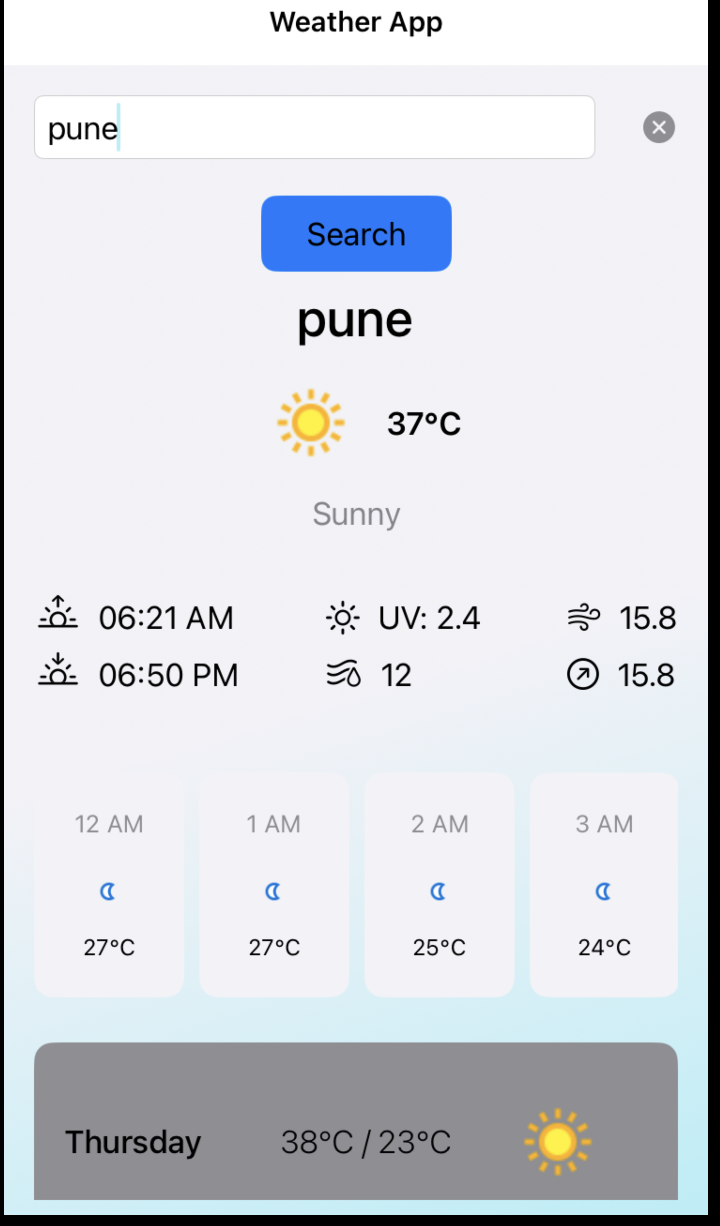 Weather App
pune
Search
pune
37°C
Sunny
06:21 AM UV: 2.4 15.8
06:50 PM 12 15.8
12 AM 1 AM 2 AM 3 AM
27°C 27°C 25°C 24°C
Thursday 38°C / 23°C